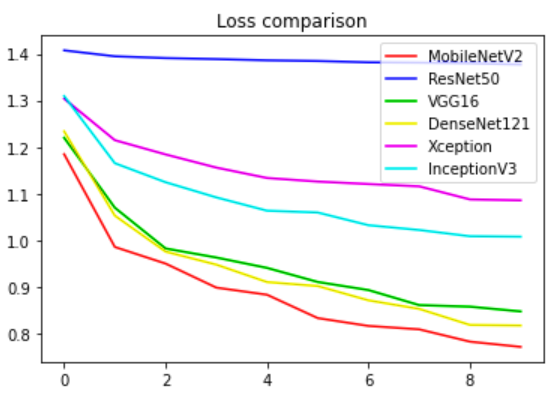 Loss comparison
1.4
1.3
1.2
1.1
1.0
0.9
0.8
MobileNetV2
ResNet50
VGG16
DenseNet121
Xception
InceptionV3
0 2 4 6 8